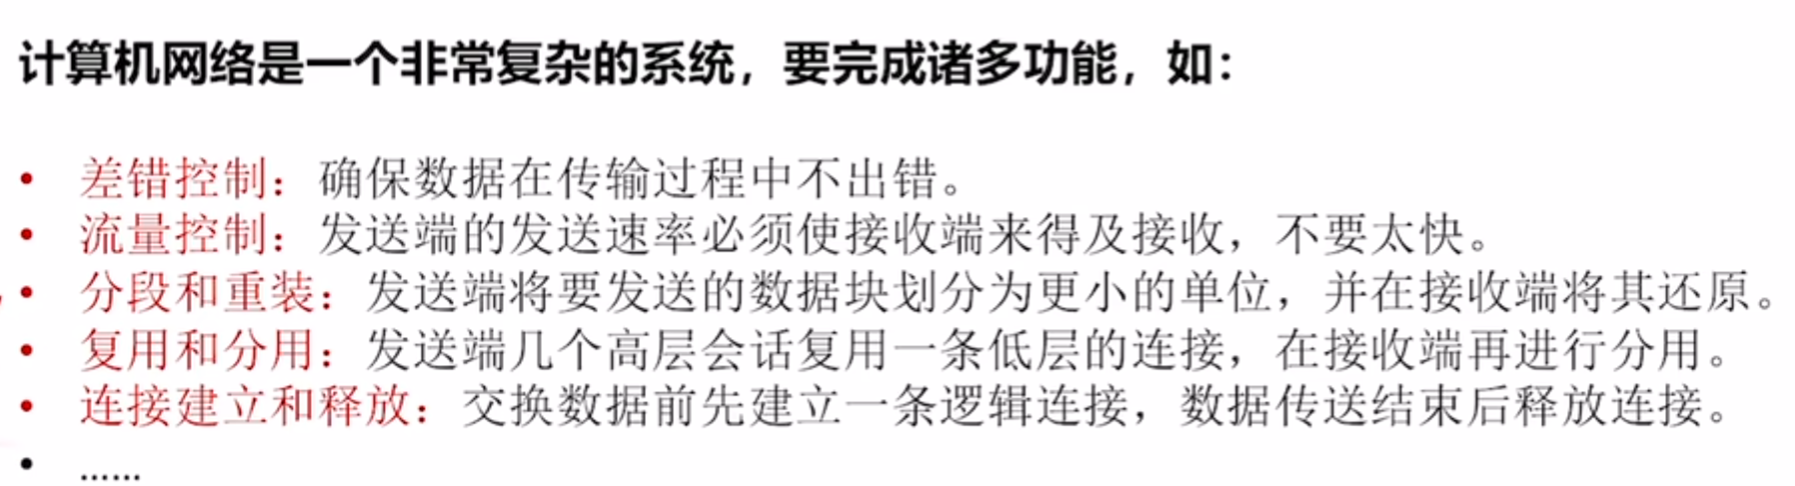 计算机网络是一个非常复杂的系统，要完成诸多功能，如：
• 差错控制：确保数据在传输过程中不出错。
• 流量控制：发送端的发送速率必须使接收端来得及接收，不要太快。
• 分段和重装：发送端将要发送的数据块划分为更小的单位，并在接收端将其还原。
• 复用和分用：发送端几个高层会话复用一条低层的连接，在接收端再进行分用。
• 连接建立和释放：交换数据前先建立一条逻辑连接，数据传送结束后释放连接。
• ……